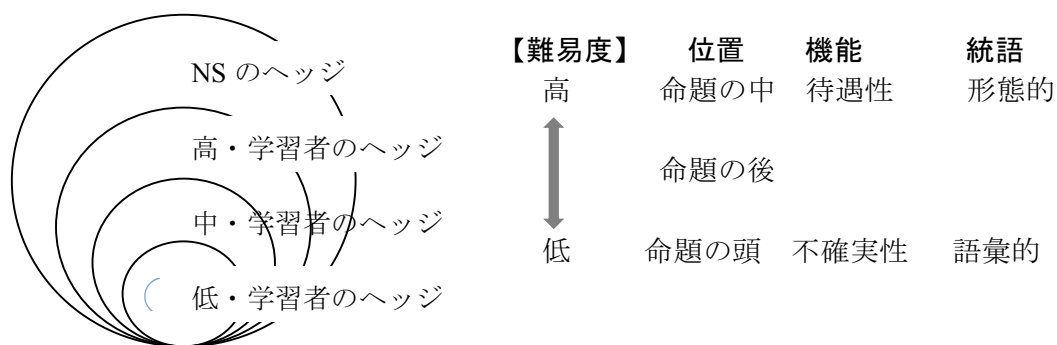 【難易度】 位置 機能 統語
NS のヘッジ
高 命題の中 待遇性 形態的
高・学習者のヘッジ
命題の後
中・学習者のヘッジ
低 命題の頭 不確実性 語彙的
低・学習者のヘッジ